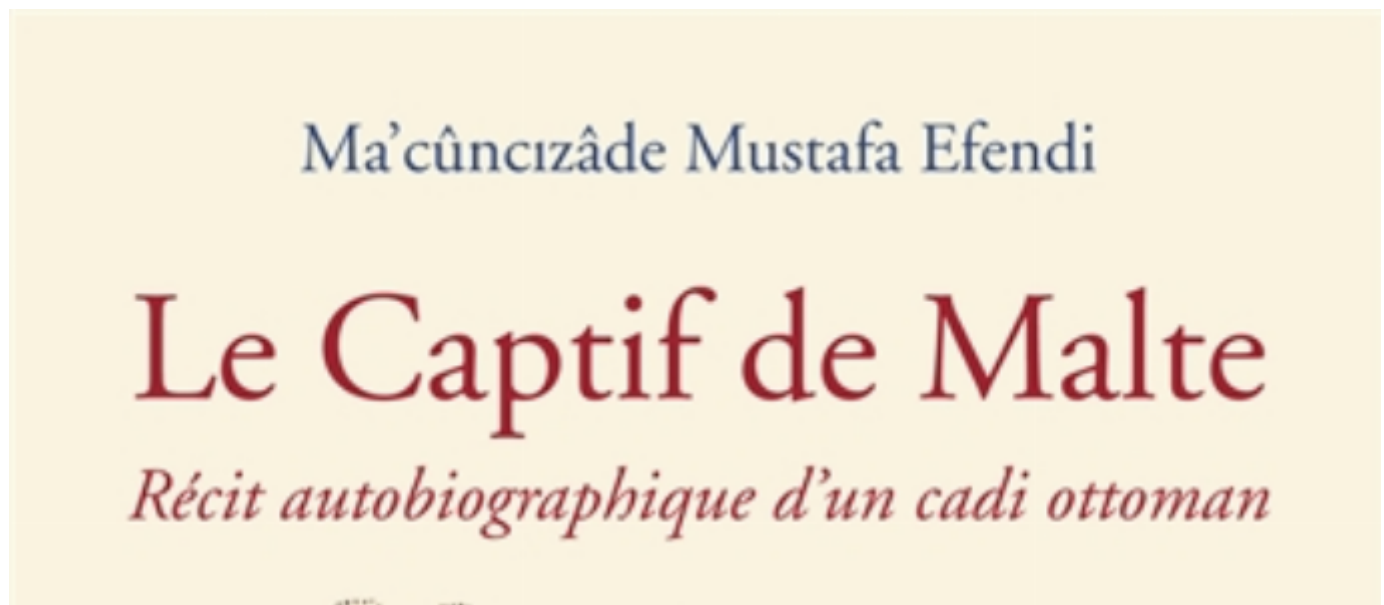 Ma’cûncızâde Mustafa Efendi
Le Captif de Malte
Récit autobiographique d’un cadi ottoman